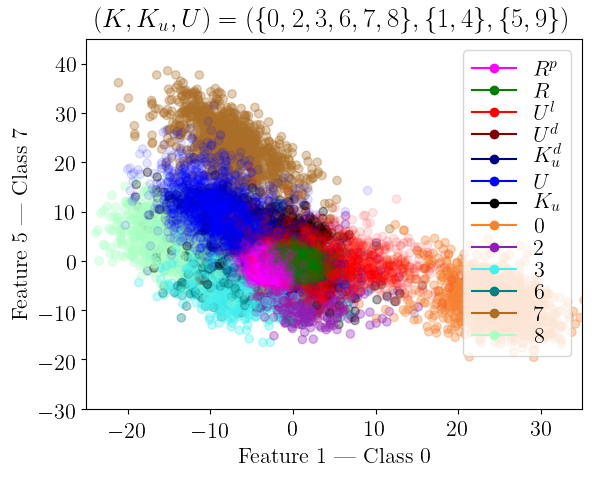 (K, K_u, U) = ({0, 2, 3, 6, 7, 8}, {1, 4}, {5, 9})
40
30
20
10
0
−10
−20
−30
Feature 5 — Class 7
R^p
R
U^l
U^d
K_u^d
U
K_u
0
2
3
6
7
8
−20
−10
0
10
20
30
Feature 1 — Class 0